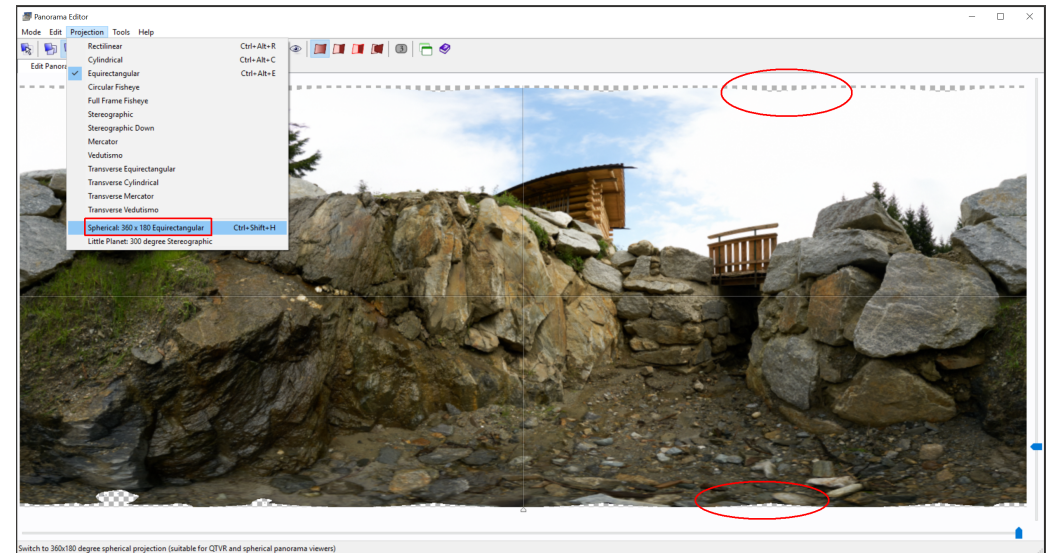 Panorama Editor
Mode Edit Projection Tools Help
Edit Panora
Rectilinear Ctrl+Alt+R
Cylindrical Ctrl+Alt+C
Equirectangular Ctrl+Alt+E
Circular Fisheye
Full Frame Fisheye
Stereographic
Stereographic Down
Mercator
Vedutismo
Transverse Equirectangular
Transverse Cylindrical
Transverse Mercator
Transverse Vedutismo
Spherical: 360 x 180 Equirectangular Ctrl+Shift+H
Little Planet: 300 degree Stereographic
Switch to 360x180 degree spherical projection (suitable for QTVR and spherical panorama viewers)